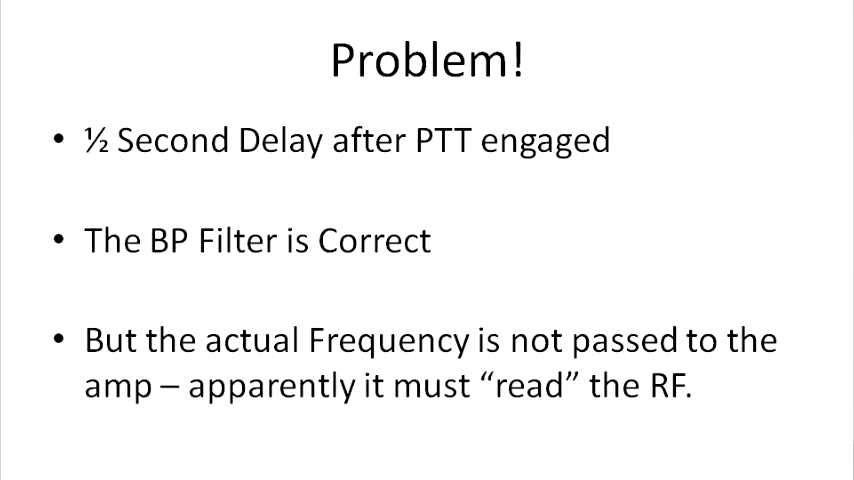 Problem!
• ½ Second Delay after PTT engaged
• The BP Filter is Correct
• But the actual Frequency is not passed to the
amp – apparently it must “read” the RF.